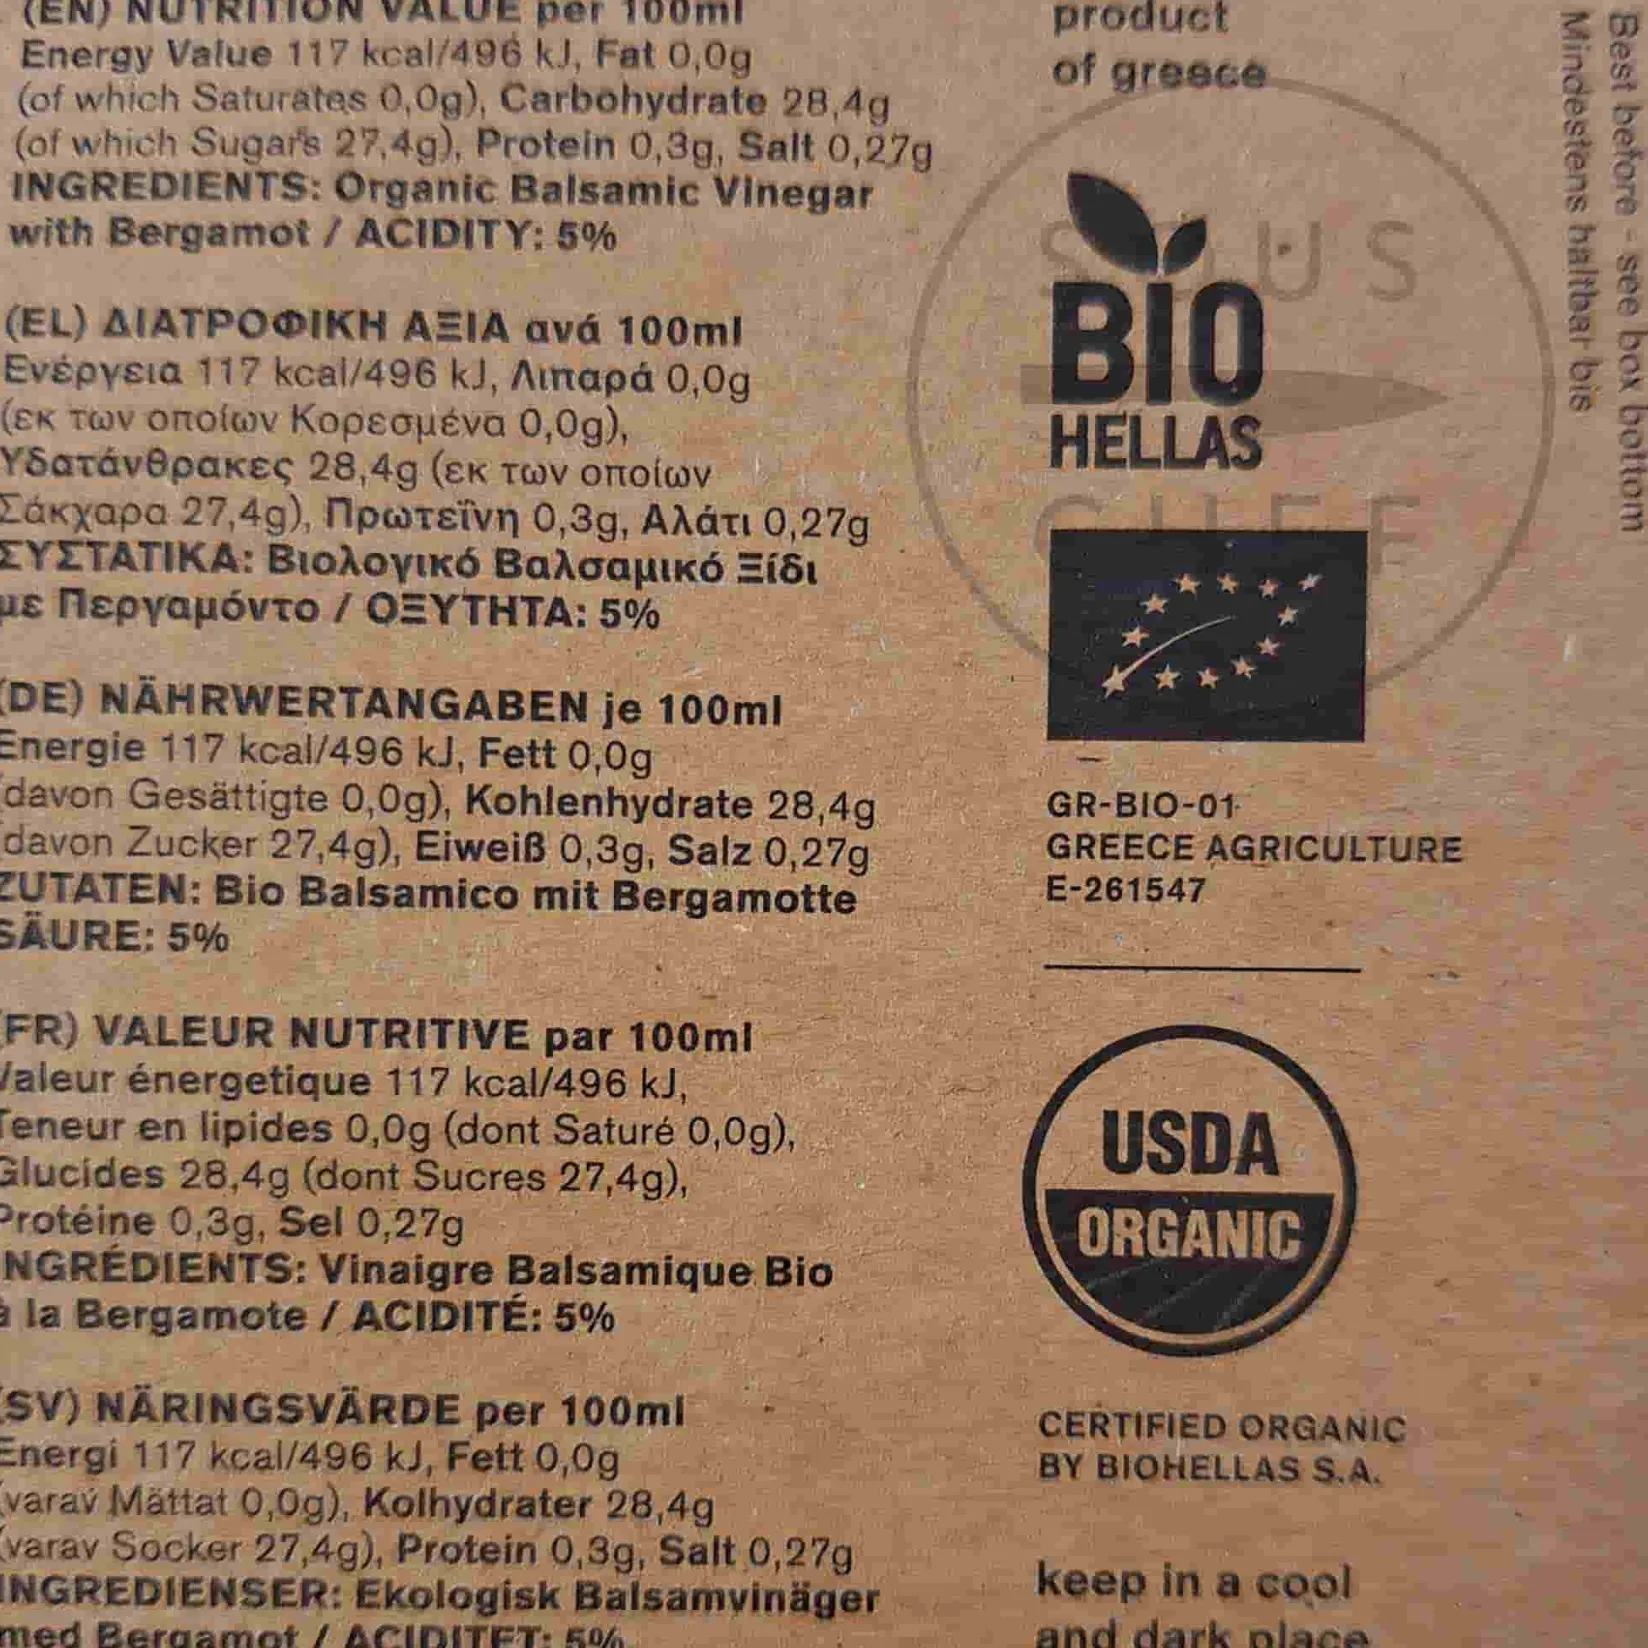 (EN) NUTRITION VALUE per 100ml
Energy Value 117 kcal/496 kJ, Fat 0,0g
(of which Saturates 0,0g), Carbohydrate 28,4g
(of which Sugars 27,4g), Protein 0,3g, Salt 0,27g
INGREDIENTS: Organic Balsamic Vinegar
with Bergamot / ACIDITY: 5%
(EL) ΔΙΑΤΡΟΦΙΚΗ ΑΞΙΑ ανά 100ml
Ενέργεια 117 kcal/496 kJ, Λιπαρά 0,0g
(εκ των οποίων Κορεσμένα 0,0g),
Υδατάνθρακες 28,4g (εκ των οποίων
Σάκχαρα 27,4g), Πρωτεΐνη 0,3g, Αλάτι 0,27g
ΣΥΣΤΑΤΙΚΑ: Βιολογικό Βαλσαμικό Ξίδι
με Περγαμόντο / ΟΞΥΤΗΤΑ: 5%
(DE) NÄHRWERTANGABEN je 100ml
Energie 117 kcal/496 kJ, Fett 0,0g
(davon Gesättigte 0,0g), Kohlenhydrate 28,4g
(davon Zucker 27,4g), Eiweiß 0,3g, Salz 0,27g
ZUTATEN: Bio Balsamico mit Bergamotte
SÄURE: 5%
(FR) VALEUR NUTRITIVE par 100ml
Valeur énergetique 117 kcal/496 kJ,
Teneur en lipides 0,0g (dont Saturé 0,0g),
Glucides 28,4g (dont Sucres 27,4g),
Protéine 0,3g, Sel 0,27g
INGRÉDIENTS: Vinaigre Balsamique Bio
à la Bergamote / ACIDITÉ: 5%
(SV) NÄRINGSVÄRDE per 100ml
Energi 117 kcal/496 kJ, Fett 0,0g
(varav Mättat 0,0g), Kolhydrater 28,4g
(varav Socker 27,4g), Protein 0,3g, Salt 0,27g
INGREDIENSER: Ekologisk Balsamvinäger
med Bergamot / ACIDITET: 5%
product
of greece
SOUS
CHEF
BIO
HELLAS
GR-BIO-01
GREECE AGRICULTURE
E-261547
USDA
ORGANIC
CERTIFIED ORGANIC
BY BIOHELLAS S.A.
keep in a cool
and dark place
Best before - see box bottom
Mindestens haltbar bis